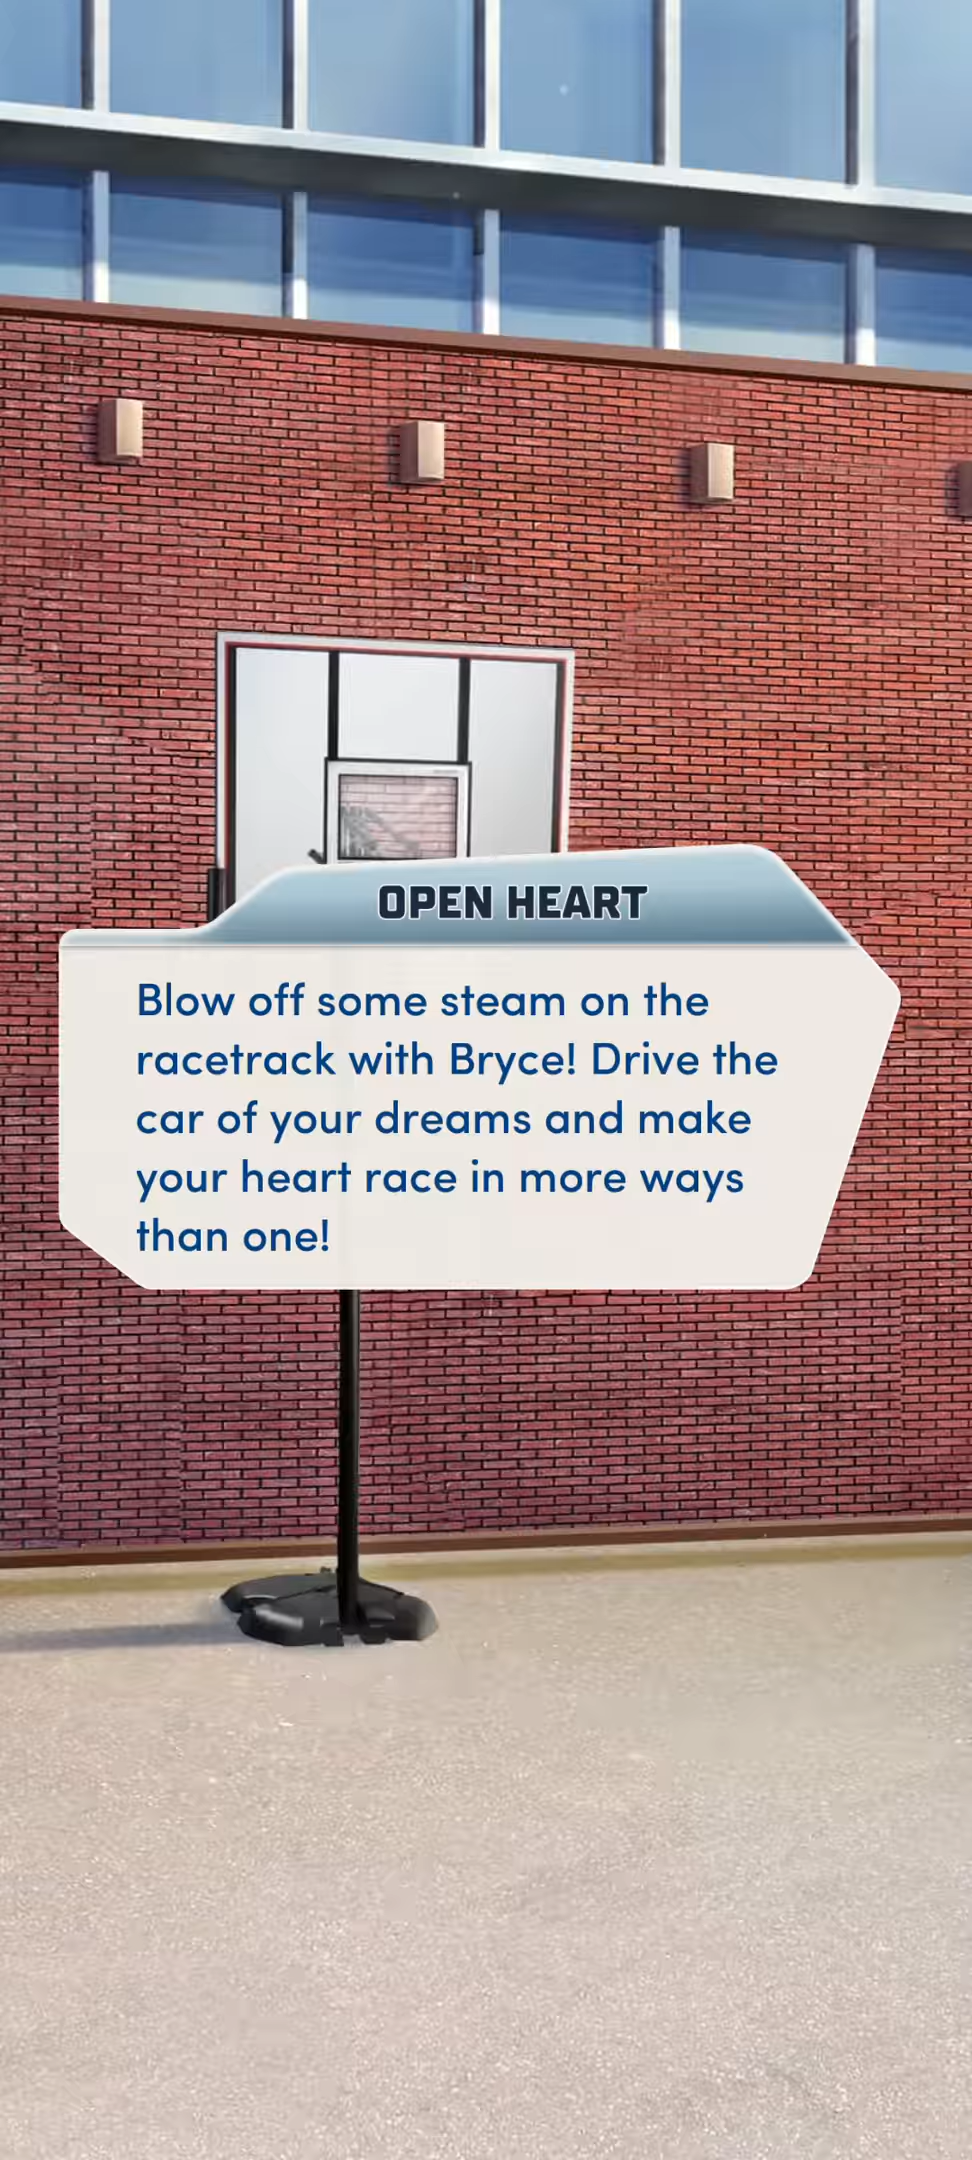 OPEN HEART
Blow off some steam on the
racetrack with Bryce! Drive the
car of your dreams and make
your heart race in more ways
than one!